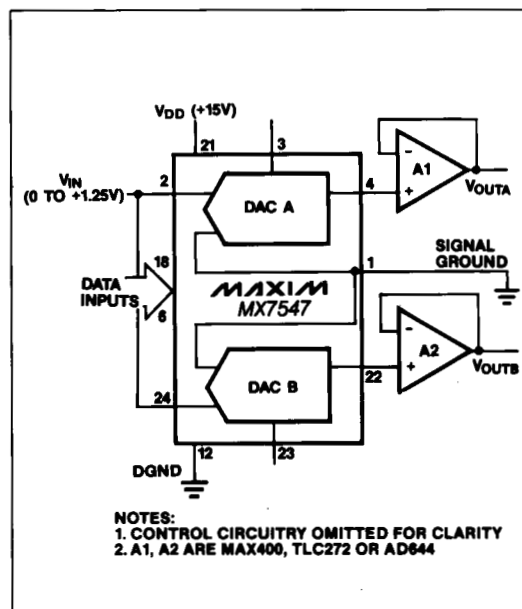 VDD (+15V)
21
3
VIN
(0 TO +1.25V)
2
DAC A
4
A1
-
+
VOUTA
18
DATA
INPUTS
6
MAXIM
MX7547
1
SIGNAL
GROUND
24
DAC B
22
A2
-
+
VOUTB
12
23
DGND
NOTES:
1. CONTROL CIRCUITRY OMITTED FOR CLARITY
2. A1, A2 ARE MAX400, TLC272 OR AD644